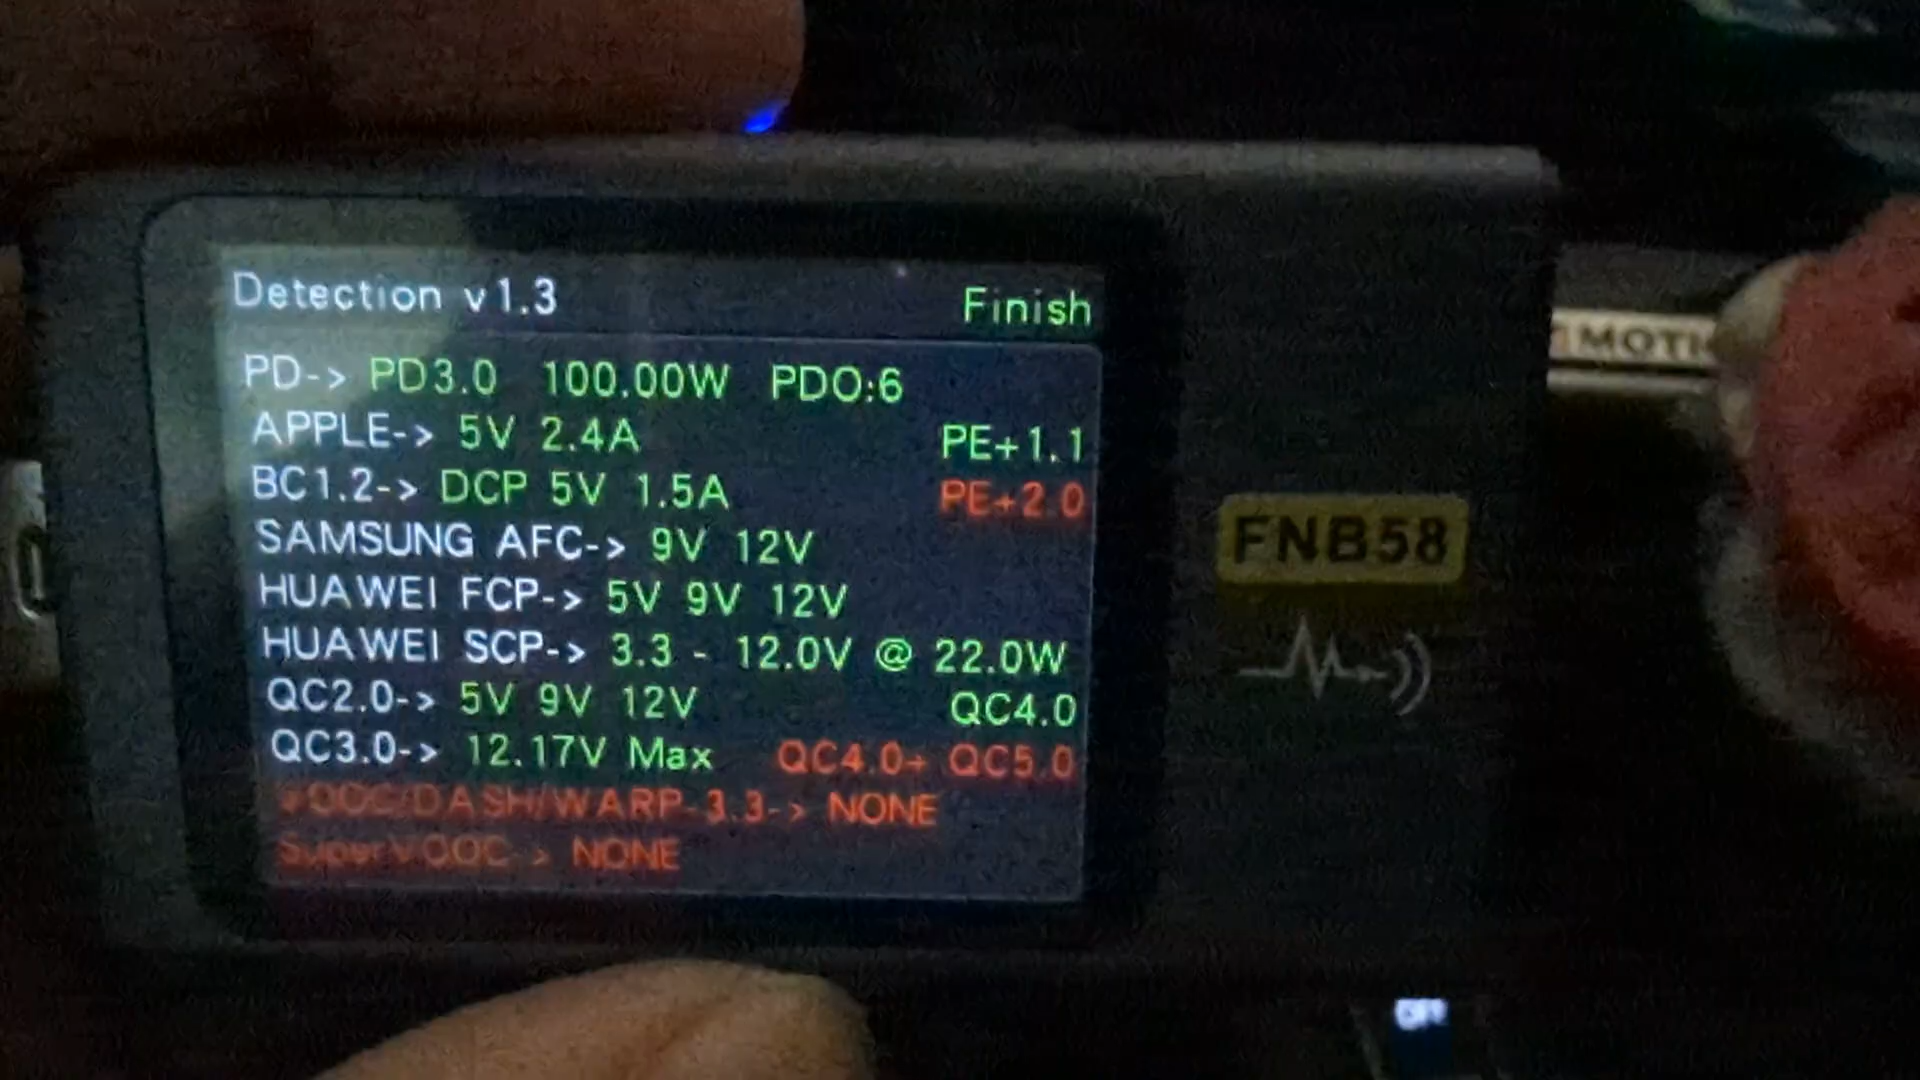 Detection v1.3 Finish
PD-> PD3.0 100.00W PDO:6
APPLE-> 5V 2.4A PE+1.1
BC1.2-> DCP 5V 1.5A PE+2.0
SAMSUNG AFC-> 9V 12V
HUAWEI FCP-> 5V 9V 12V
HUAWEI SCP-> 3.3 - 12.0V @ 22.0W
QC2.0-> 5V 9V 12V QC4.0
QC3.0-> 12.17V Max QC4.0+ QC5.0
VOOC/DASH/WARP-3.3-> NONE
SuperVOOC-> NONE
FNB58